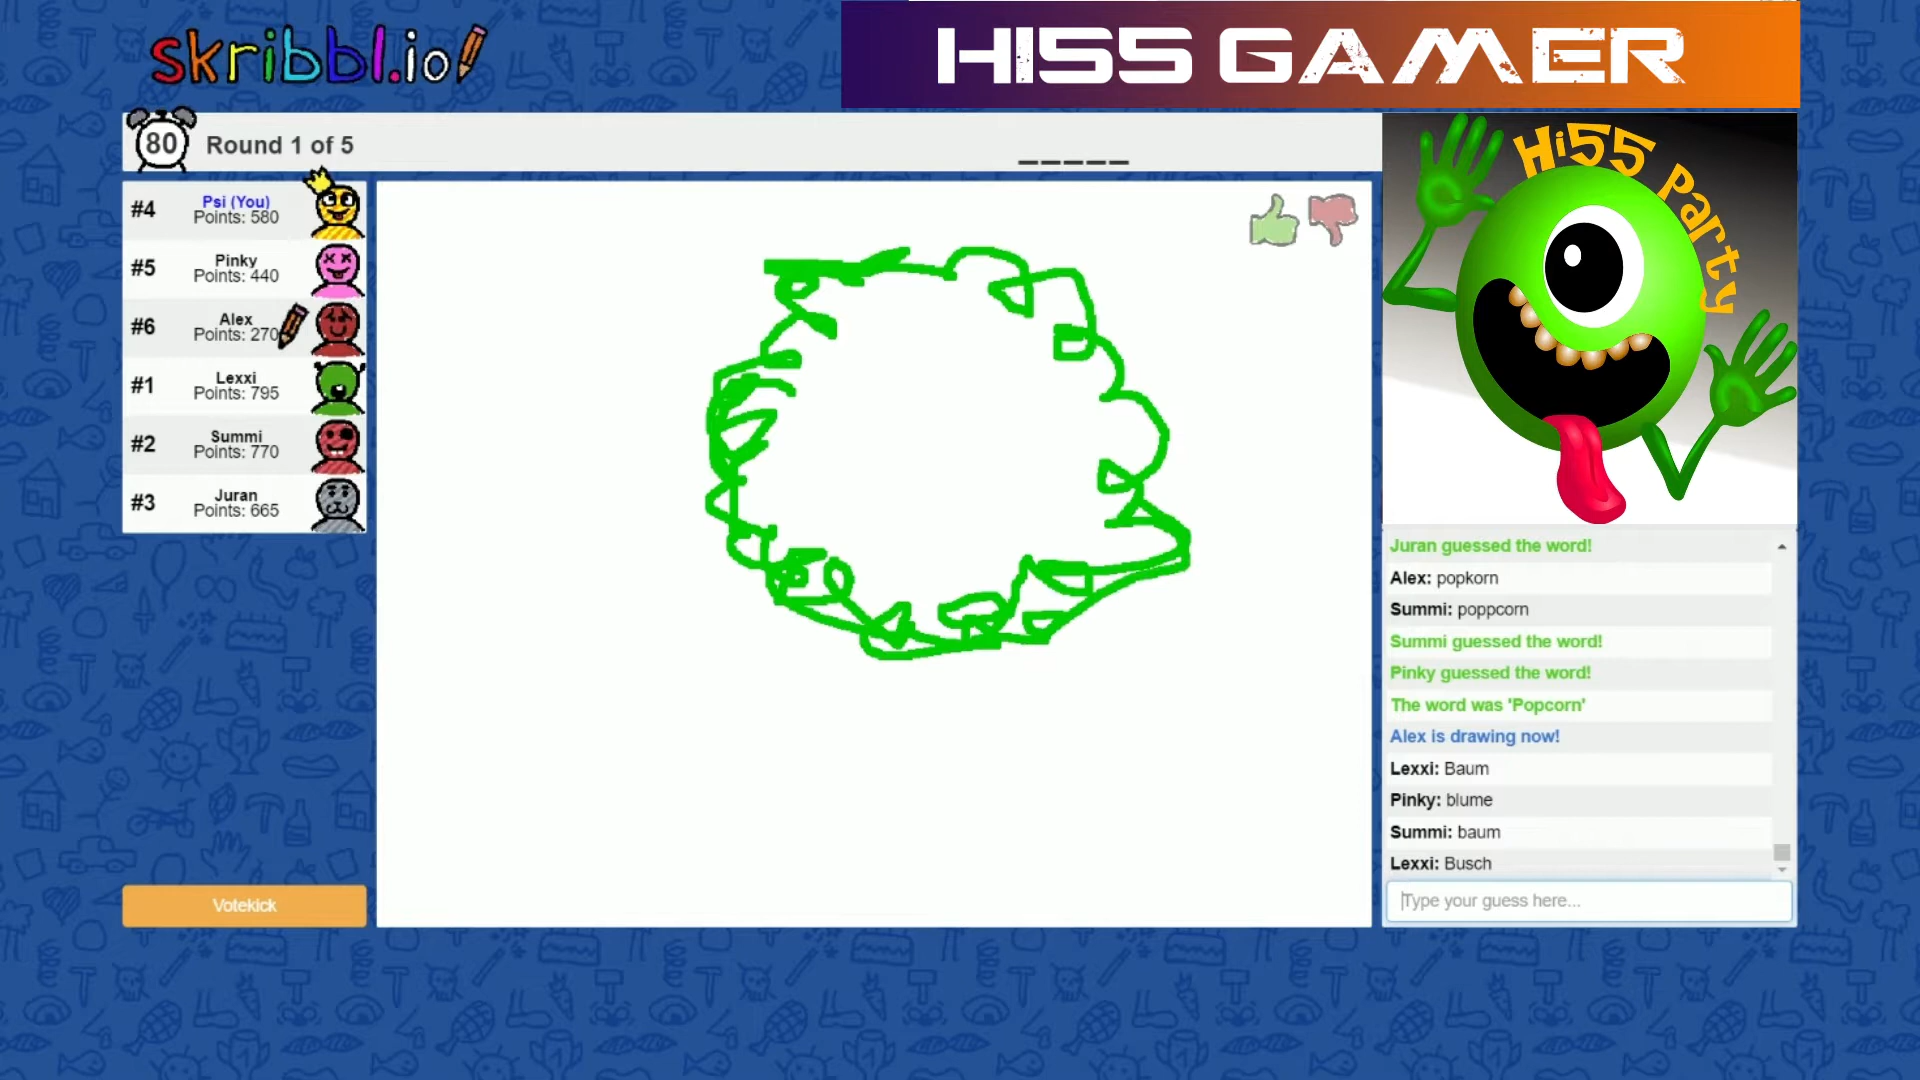 skribbl.io
HI55 GAMER
80
Round 1 of 5
_____
Hi55 Party
#4
Psi (You)
Points: 580
#5
Pinky
Points: 440
#6
Alex
Points: 270
#1
Lexxi
Points: 795
#2
Summi
Points: 770
#3
Juran
Points: 665
Votekick
Juran guessed the word!
Alex: popkorn
Summi: poppcorn
Summi guessed the word!
Pinky guessed the word!
The word was 'Popcorn'
Alex is drawing now!
Lexxi: Baum
Pinky: blume
Summi: baum
Lexxi: Busch
Type your guess here...